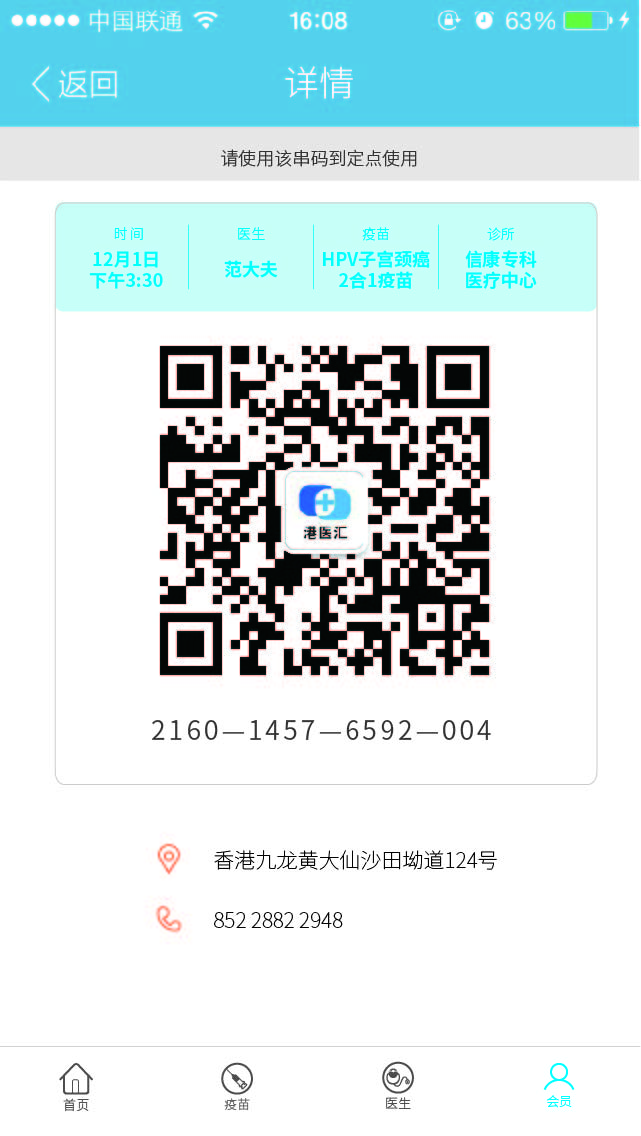 中国联通 16:08 63%
返回 详情
请使用该串码到定点使用
时间 医生 疫苗 诊所
12月1日 范大夫 HPV子宫颈癌 信康专科
下午3:30 2合1疫苗 医疗中心
港医汇
2160—1457—6592—004
香港九龙黄大仙沙田坳道124号
852 2882 2948
首页 疫苗 医生 会员